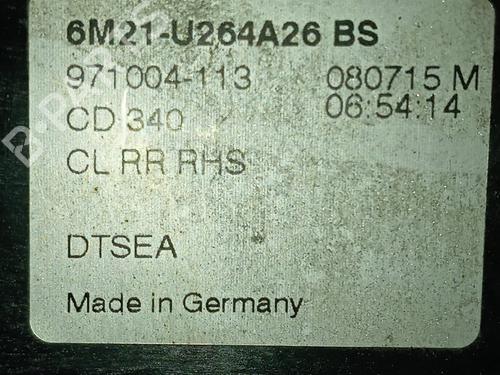 6M21-U264A26 BS
971004-113 080715 M
CD 340 06:54:14
CL RR RHS
DTSEA
Made in Germany